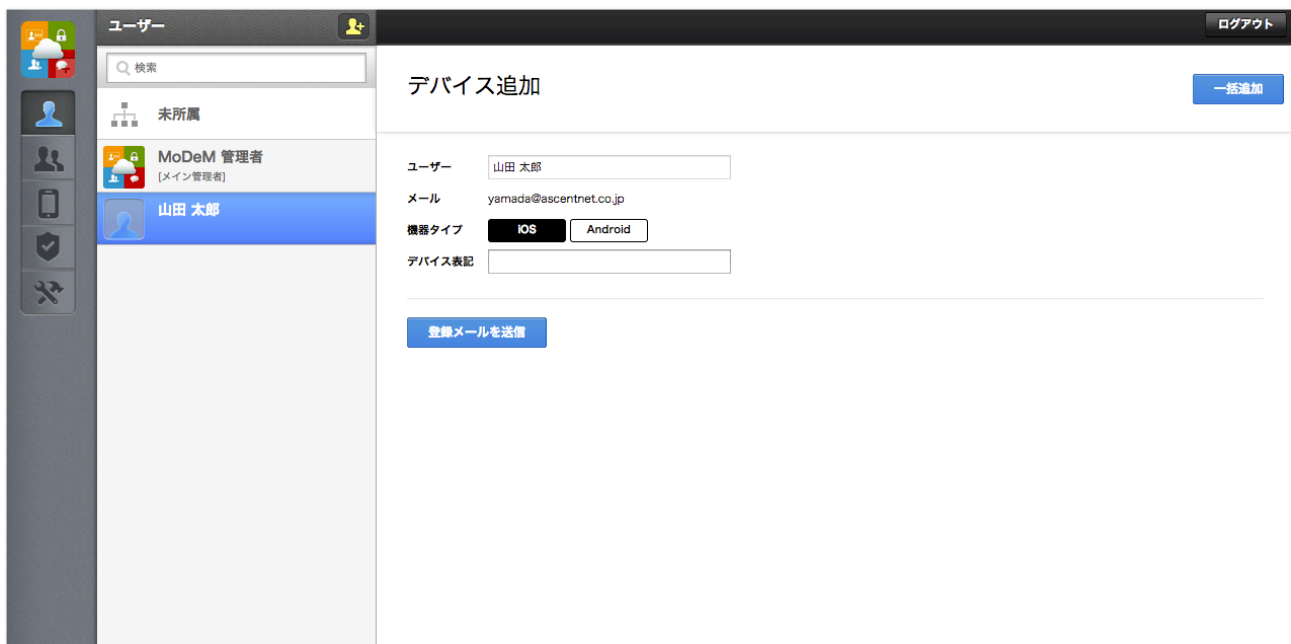 ユーザー
検索
未所属
MoDeM 管理者
[メイン管理者]
山田 太郎
ログアウト
デバイス追加
一括追加
ユーザー 山田 太郎
メール yamada@ascentnet.co.jp
機器タイプ iOS Android
デバイス表記
登録メールを送信